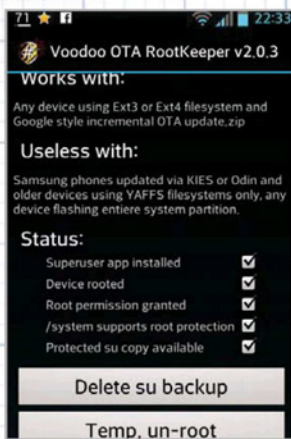 71
22:33
Voodoo OTA RootKeeper v2.0.3
Works with:
Any device using Ext3 or Ext4 filesystem and
Google style incremental OTA update,zip
Useless with:
Samsung phones updated via KIES or Odin and
older devices using YAFFS filesystems only, any
device flashing entiere system partition.
Status:
Superuser app installed
Device rooted
Root permission granted
/system supports root protection
Protected su copy available
Delete su backup
Temp. un-root